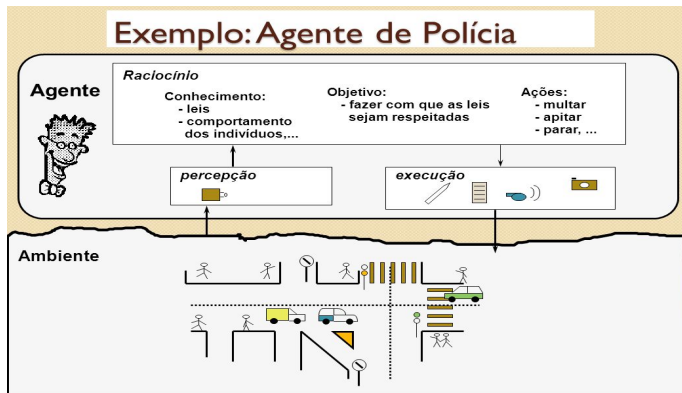 Exemplo: Agente de Polícia
Agente
Raciocínio
Conhecimento:
- leis
- comportamento
dos indivíduos,...
Objetivo:
- fazer com que as leis
sejam respeitadas
Ações:
- multar
- apitar
- parar, ...
percepção
execução
Ambiente